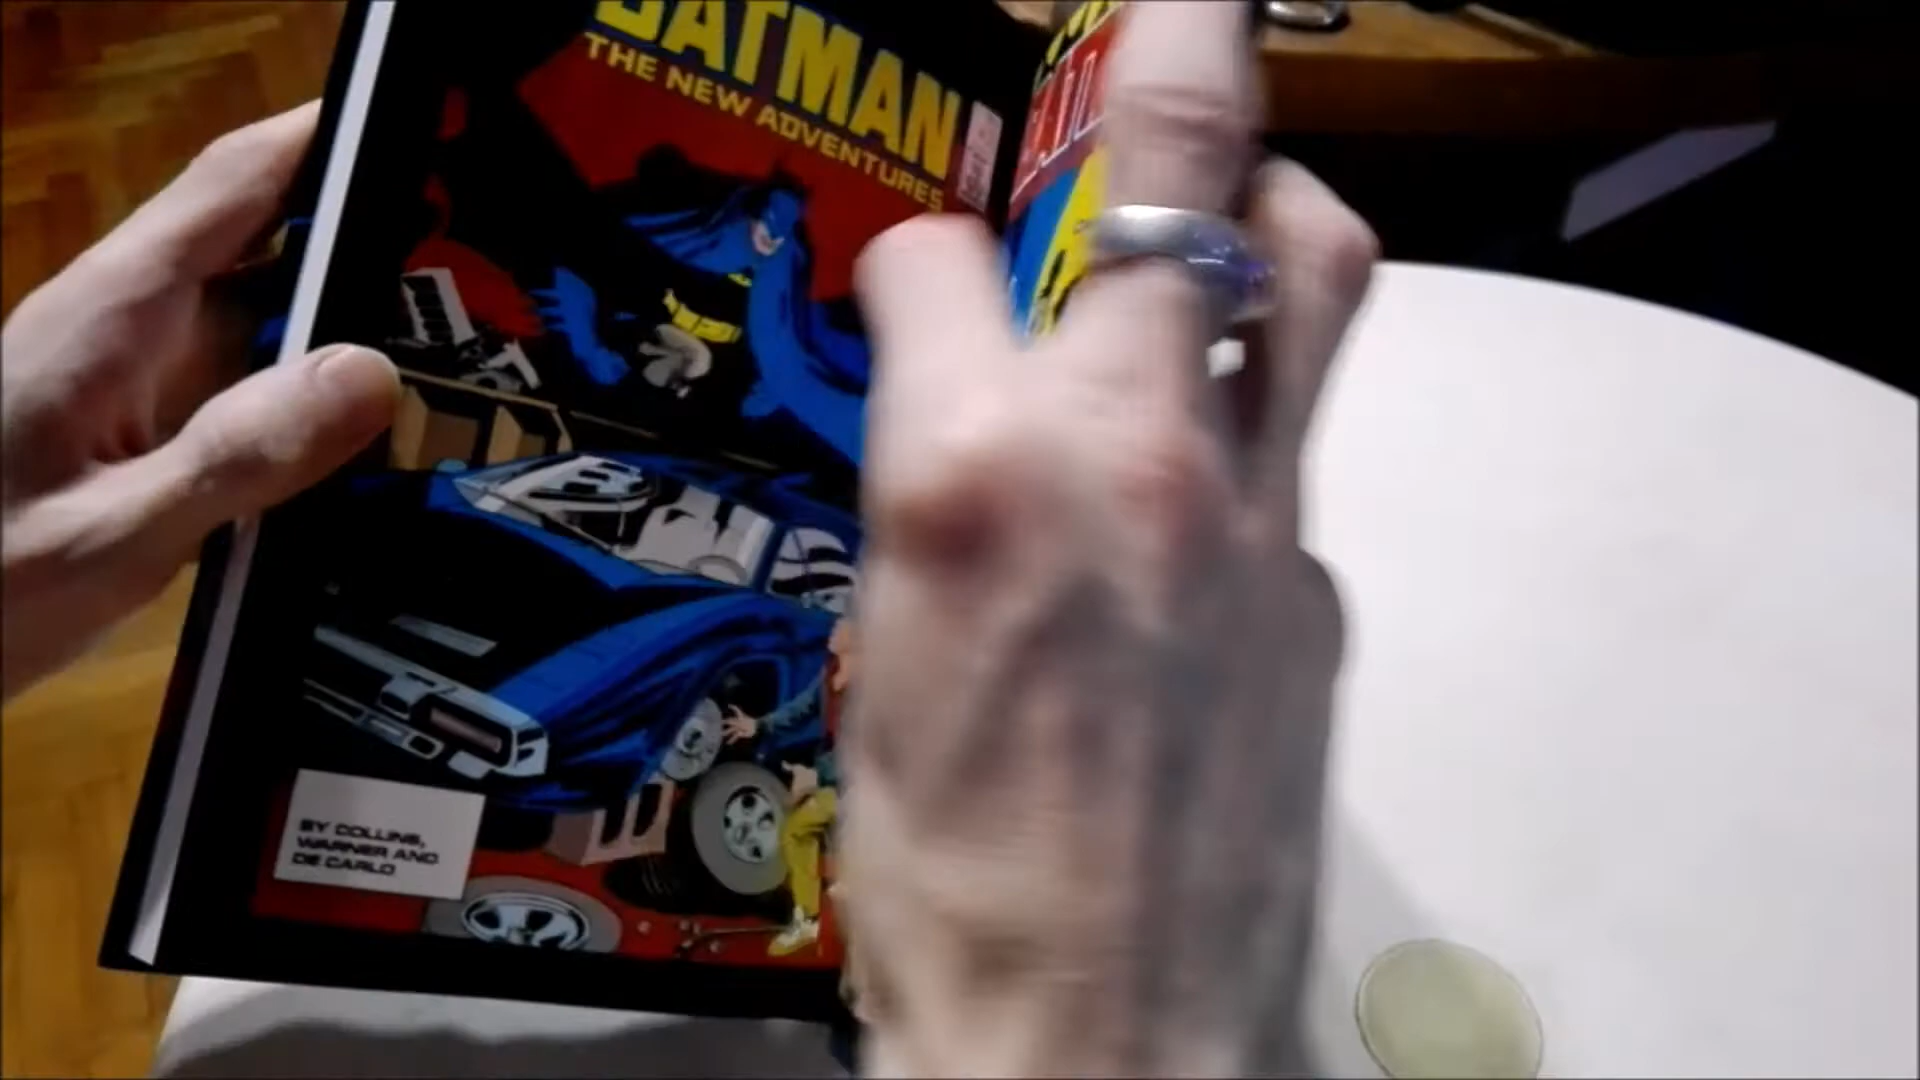 BATMAN
THE NEW ADVENTURES
BY COLLINS,
WARNER AND
DE CARLO